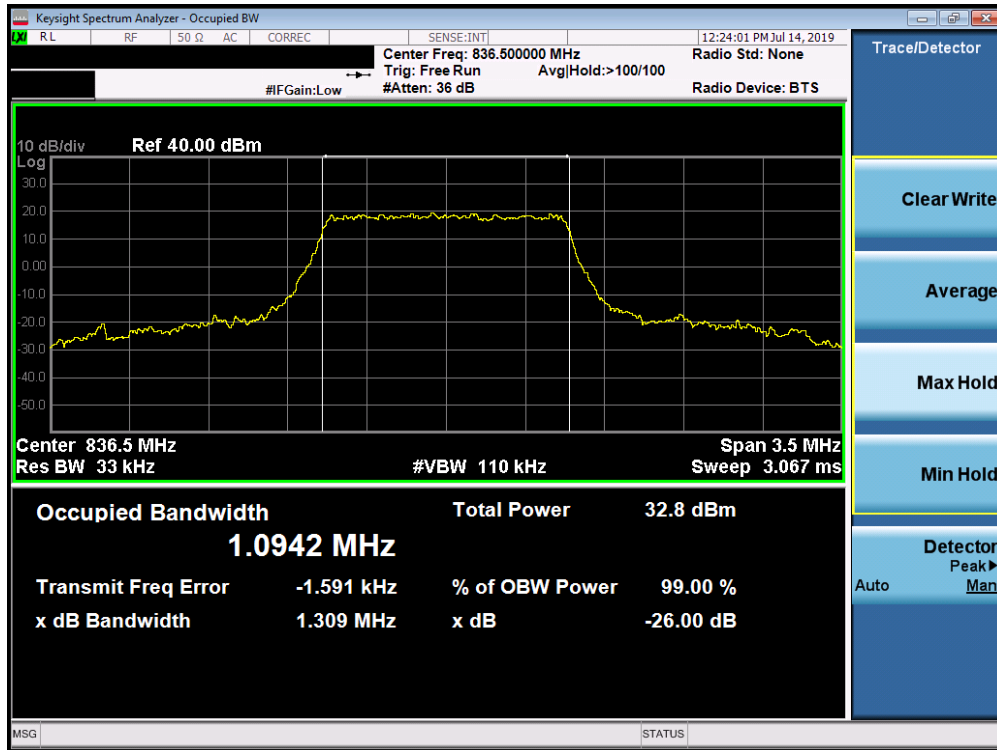 Keysight Spectrum Analyzer - Occupied BW
LXI RL RF 50 Ω AC CORREC SENSE:INT 12:24:01 PM Jul 14, 2019
Center Freq: 836.500000 MHz Radio Std: None
Trig: Free Run Avg|Hold:>100/100
#IFGain:Low #Atten: 36 dB Radio Device: BTS
10 dB/div Ref 40.00 dBm
Log
30.0
20.0
10.0
0.00
-10.0
-20.0
-30.0
-40.0
-50.0
Center 836.5 MHz Span 3.5 MHz
Res BW 33 kHz #VBW 110 kHz Sweep 3.067 ms
Occupied Bandwidth Total Power 32.8 dBm
1.0942 MHz
Transmit Freq Error -1.591 kHz % of OBW Power 99.00 %
x dB Bandwidth 1.309 MHz x dB -26.00 dB
MSG STATUS
Trace/Detector
Clear Write
Average
Max Hold
Min Hold
Detector
Peak▶
Auto Man